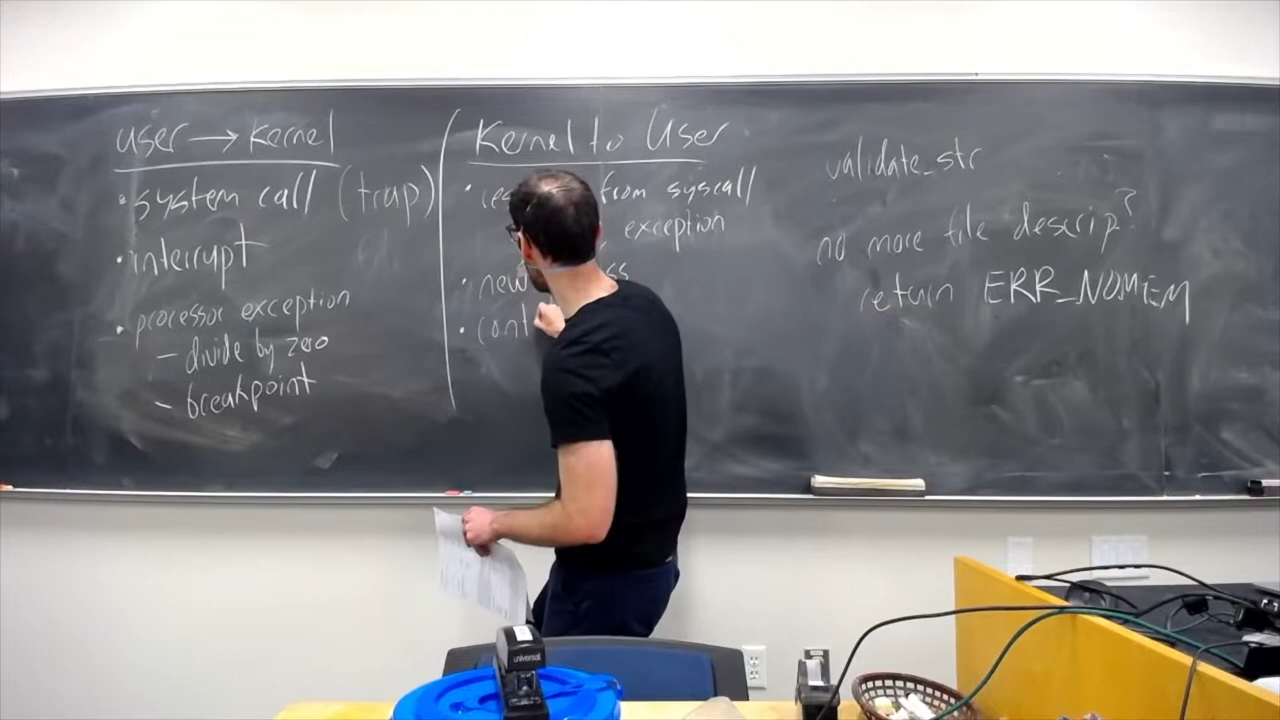 user → Kernel
• system call (trap)
• interrupt
• processor exception
– divide by zero
– breakpoint
Kernel to User
• from syscall
exception
• new
•
validate_str
no more file descrip?
return ERR_NOMEM
universal